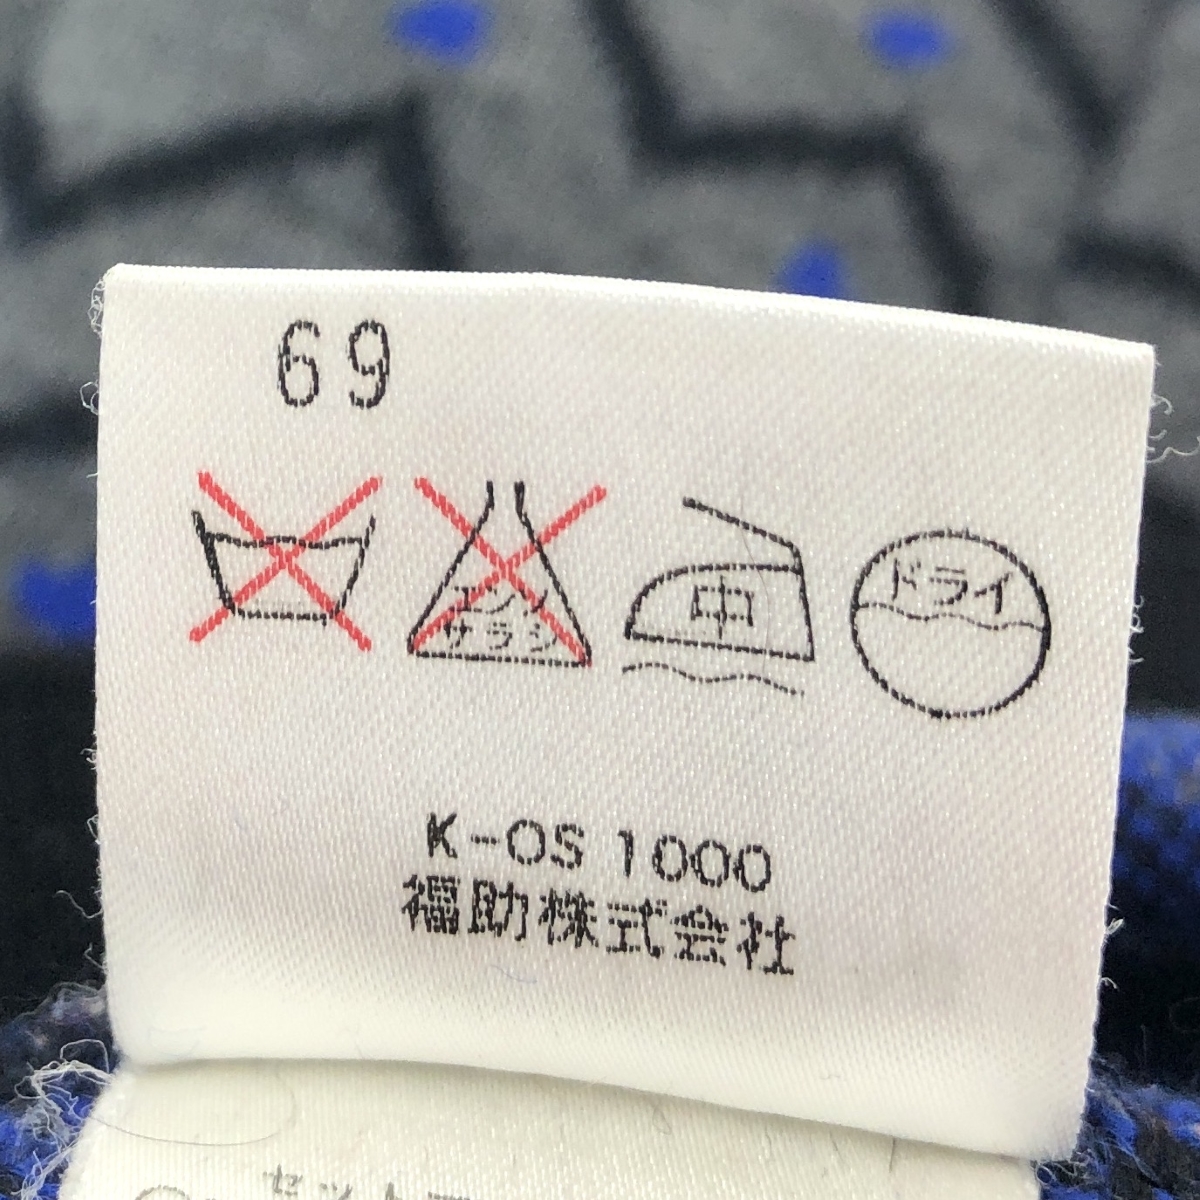 69
エンソ
サラシ
中
ドライ
K-OS 1000
福助株式会社